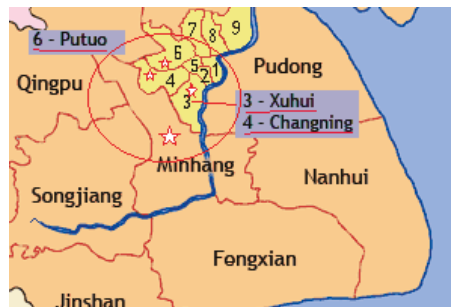 9
7
8
6 - Putuo
6
5
1
Pudong
Qingpu
4
2
3
3 - Xuhui
4 - Changning
Minhang
Nanhui
Songjiang
Fengxian
Jinshan